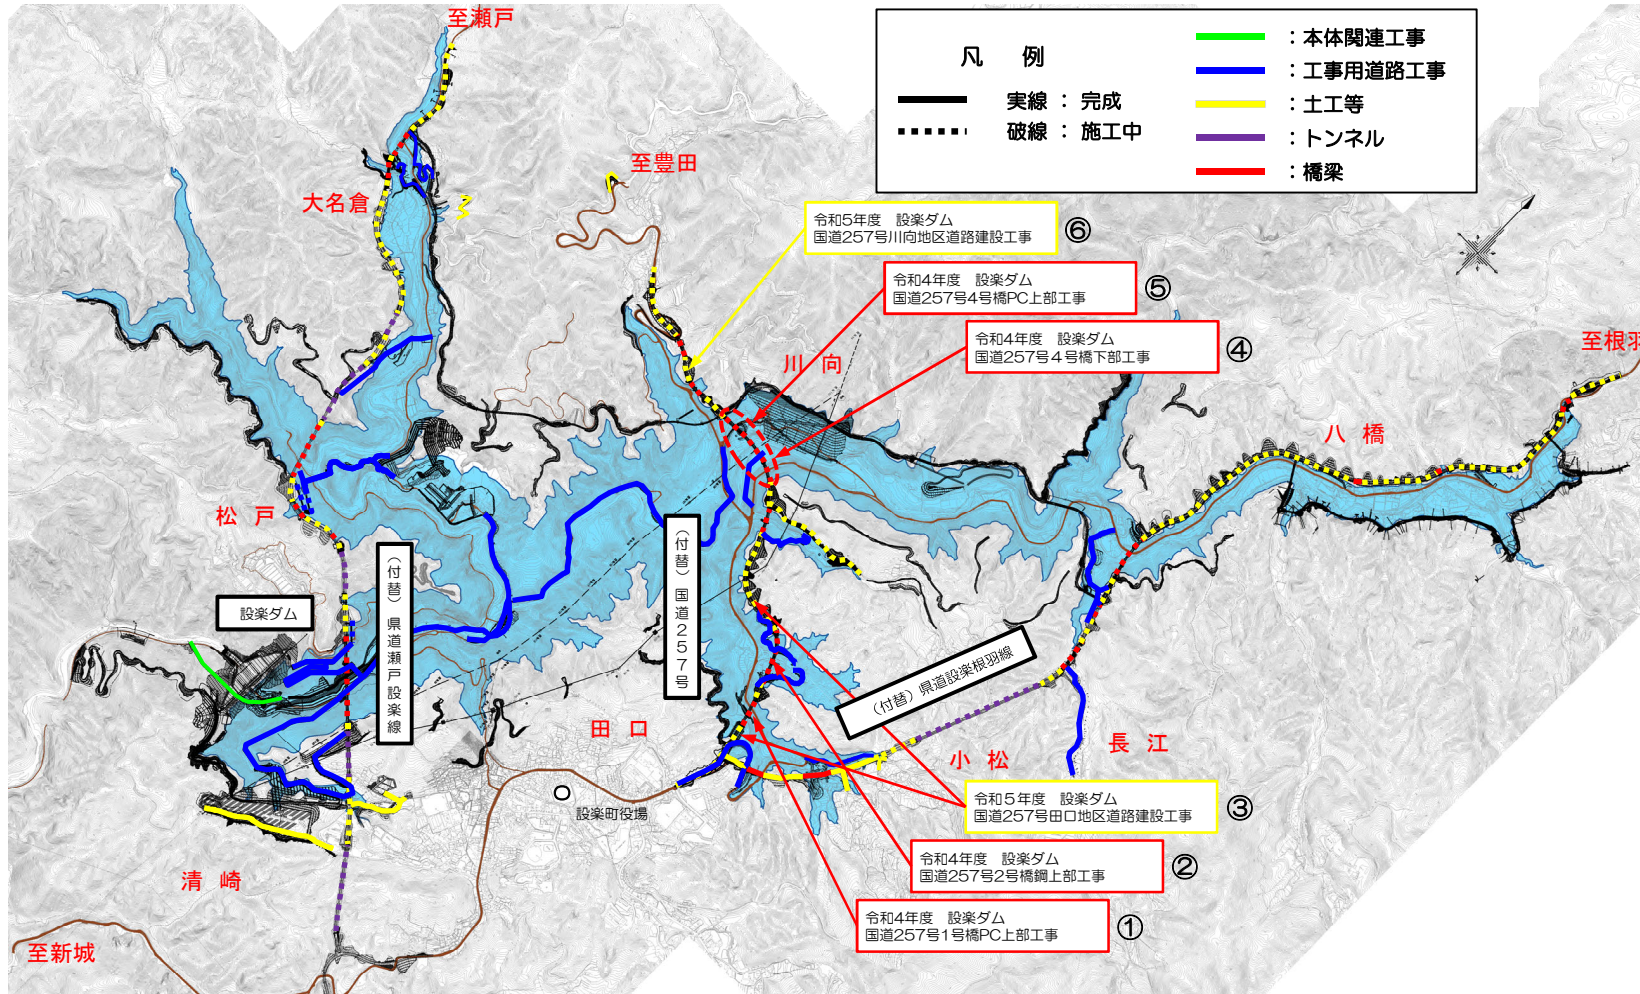 至瀬戸
凡 例
実線 : 完成
破線 : 施工中
: 本体関連工事
: 工事用道路工事
: 土工等
: トンネル
: 橋梁
至豊田
大名倉
令和5年度 設楽ダム
国道257号川向地区道路建設工事
⑥
令和4年度 設楽ダム
国道257号4号橋PC上部工事
⑤
令和4年度 設楽ダム
国道257号4号橋下部工事
④
川 向
至根羽
八 橋
松 戸
設楽ダム
(付替) 県道瀬戸設楽線
(付替) 国道257号
(付替) 県道設楽根羽線
田 口
小 松
長 江
設楽町役場
令和5年度 設楽ダム
国道257号田口地区道路建設工事
③
令和4年度 設楽ダム
国道257号2号橋鋼上部工事
②
令和4年度 設楽ダム
国道257号1号橋PC上部工事
①
清 崎
至新城